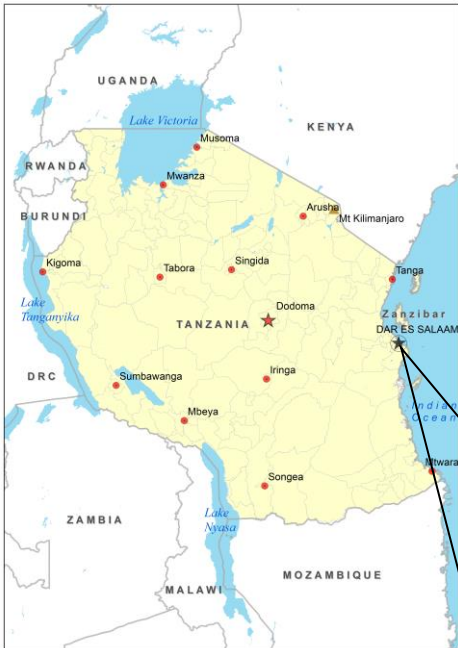 UGANDA
Lake Victoria
KENYA
Musoma
RWANDA
Mwanza
BURUNDI
Arusha
Mt Kilimanjaro
Kigoma
Tabora
Singida
Tanga
Lake
Tanganyika
Zanzibar
Dodoma
TANZANIA
DAR ES SALAAM
DRC
Sumbawanga
Iringa
Mbeya
Indian
Ocean
Mtwara
Songea
Lake
Nyasa
ZAMBIA
MOZAMBIQUE
MALAWI